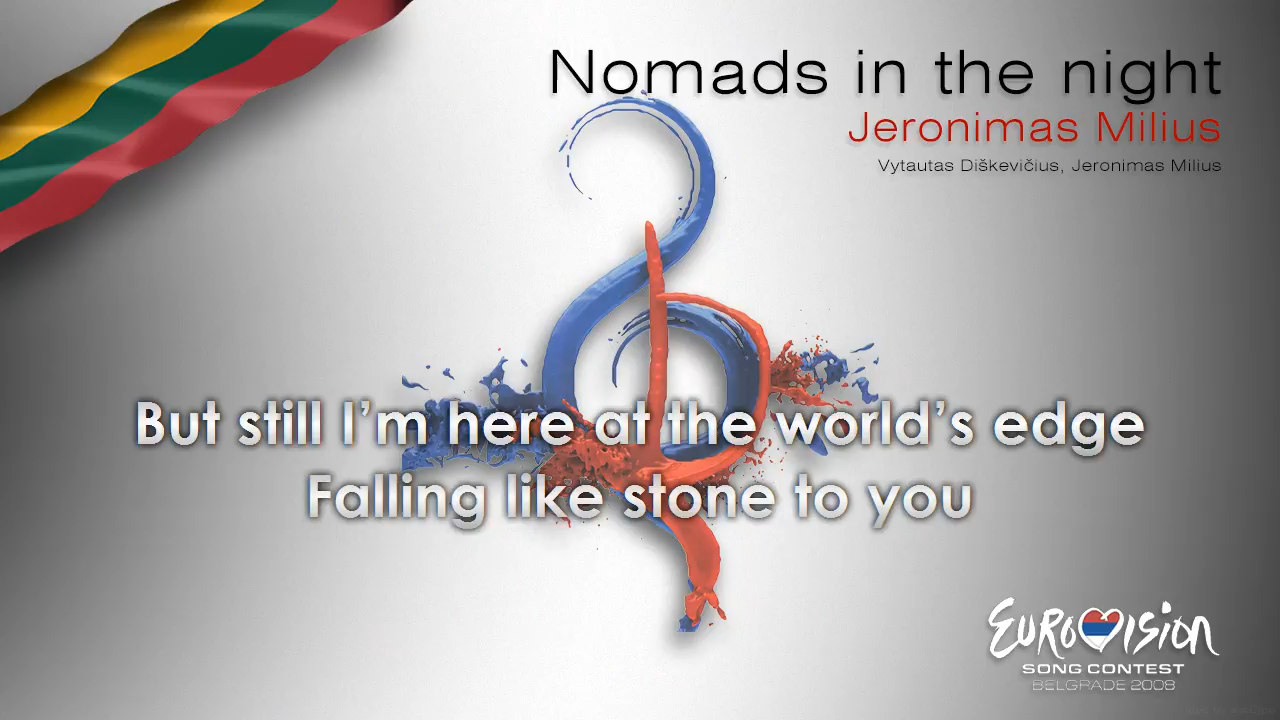 Nomads in the night
Jeronimas Milius
Vytautas Diškevičius, Jeronimas Milius
But still I'm here at the world's edge
Falling like stone to you
EUROVISION
SONG CONTEST
BELGRADE 2008